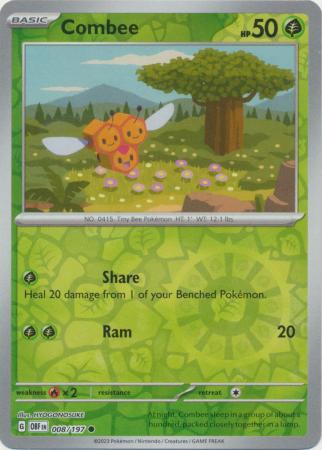 BASIC
Combee
HP 50
NO. 0415 Tiny Bee Pokémon HT: 1' WT: 12.1 lbs
Share
Heal 20 damage from 1 of your Benched Pokémon.
Ram 20
weakness ×2 resistance retreat
Illus. HYOGONOSUKE
G OBF EN 008/197
At night, Combee sleep in a group of about a
hundred, packed closely together in a lump.
©2023 Pokémon / Nintendo / Creatures / GAME FREAK